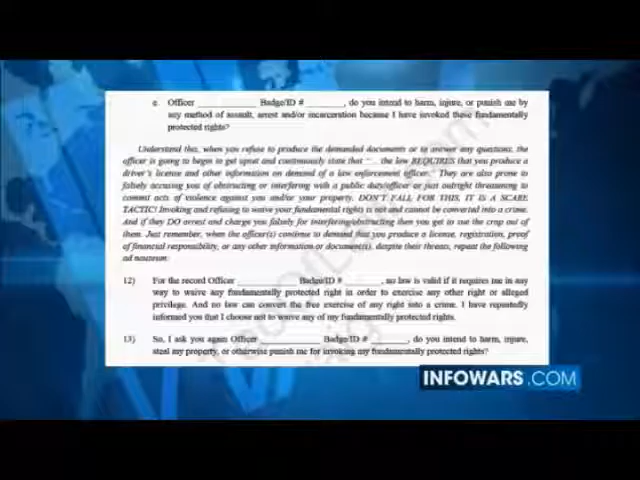 e. Officer ____________ Badge/ID # ________, do you intend to harm, injure, or punish me by
any method of assault, arrest and/or incarceration because I have invoked these fundamentally
protected rights?
Understand this, when you refuse to produce the demanded documents or to answer any questions, the
officer is going to begin to get upset and continuously state that "… the law REQUIRES that you produce a
driver's license and other information on demand of a law enforcement officer." They are also prone to
falsely accusing you of obstructing or interfering with a public duty/officer or just outright threatening to
commit acts of violence against you and/or your property. DON'T FALL FOR THIS, IT IS A SCARE
TACTIC! Invoking and refusing to waive your fundamental rights is not and cannot be converted into a crime.
And if they DO arrest and charge you falsely for interfering/obstructing then you get to sue the crap out of
them. Just remember, when the officer(s) continue to demand that you produce a license, registration, proof
of financial responsibility, or any other information or document(s), despite their threats, repeat the following
ad nauseum:
12) For the record Officer ____________ Badge/ID # ________, no law is valid if it requires me in any
way to waive any fundamentally protected right in order to exercise any other right or alleged
privilege. And no law can convert the free exercise of any right into a crime. I have repeatedly
informed you that I choose not to waive any of my fundamentally protected rights.
13) So, I ask you again Officer ____________ Badge/ID # ________, do you intend to harm, injure,
steal my property, or otherwise punish me for invoking my fundamentally protected rights?
INFOWARS.COM